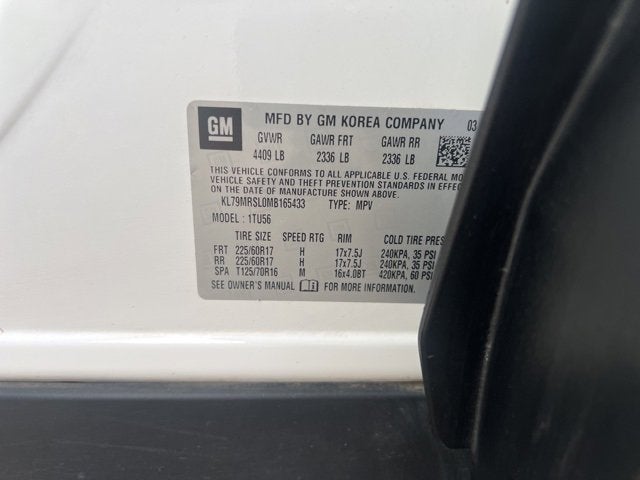 GM
MFD BY GM KOREA COMPANY 03
GVWR GAWR FRT GAWR RR
4409 LB 2336 LB 2336 LB
THIS VEHICLE CONFORMS TO ALL APPLICABLE U.S. FEDERAL MOTOR
VEHICLE SAFETY AND THEFT PREVENTION STANDARDS IN EFFECT
ON THE DATE OF MANUFACTURE SHOWN ABOVE.
KL79MRSL0MB165433 TYPE: MPV
MODEL : 1TU56
TIRE SIZE SPEED RTG RIM COLD TIRE PRES
FRT 225/60R17 H 17x7.5J 240KPA, 35 PSI
RR 225/60R17 H 17x7.5J 240KPA, 35 PSI
SPA T125/70R16 M 16x4.0BT 420KPA, 60 PSI
SEE OWNER'S MANUAL FOR MORE INFORMATION